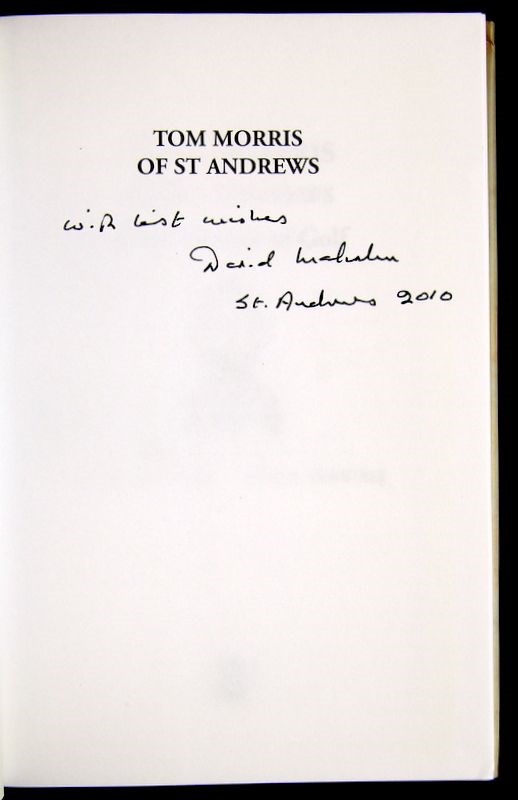 TOM MORRIS
OF ST ANDREWS
With best wishes
David Malcolm
St. Andrews 2010